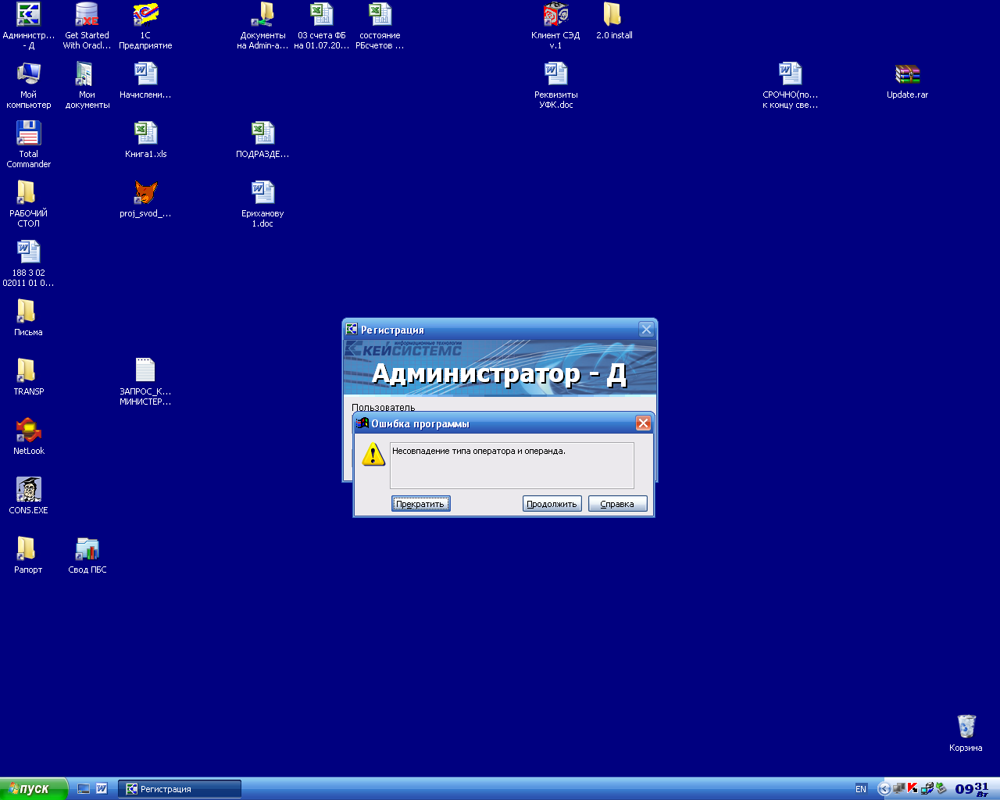 Администр...
- Д
Get Started
With Oracl...
1С
Предприятие
Документы
на Admin-a...
03 счета ФБ
на 01.07.20...
состояние
РБсчетов ...
Клиент СЭД
v.1
2.0 install
Мой
компьютер
Мои
документы
Начислени...
Реквизиты
УФК.doc
СРОЧНО(по...
к концу све...
Update.rar
Total
Commander
Книга1.xls
ПОДРАЗДЕ...
РАБОЧИЙ
СТОЛ
proj_svod_...
Ериханову
1.doc
188 3 02
02011 01 0...
Письма
TRANSP
ЗАПРОС_К...
МИНИСТЕР...
NetLook
CONS.EXE
Рапорт
Свод ПБС
Регистрация
информационные технологии
КЕЙСИСТЕМС
Администратор - Д
Пользователь
Ошибка программы
Несовпадение типа оператора и операнда.
Прекратить
Продолжить
Справка
Корзина
пуск
Регистрация
EN
09 31
Вт